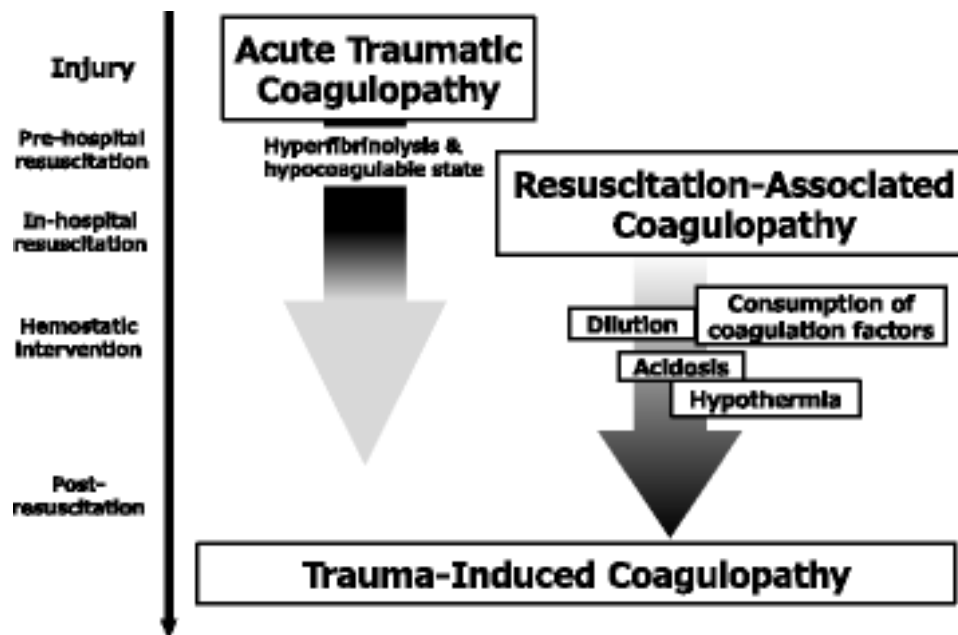 Injury
Pre-hospital
resuscitation
In-hospital
resuscitation
Hemostatic
intervention
Post-
resuscitation
Acute Traumatic
Coagulopathy
Hyperfibrinolysis &
hypocoagulable state
Resuscitation-Associated
Coagulopathy
Dilution
Consumption of
coagulation factors
Acidosis
Hypothermia
Trauma-Induced Coagulopathy